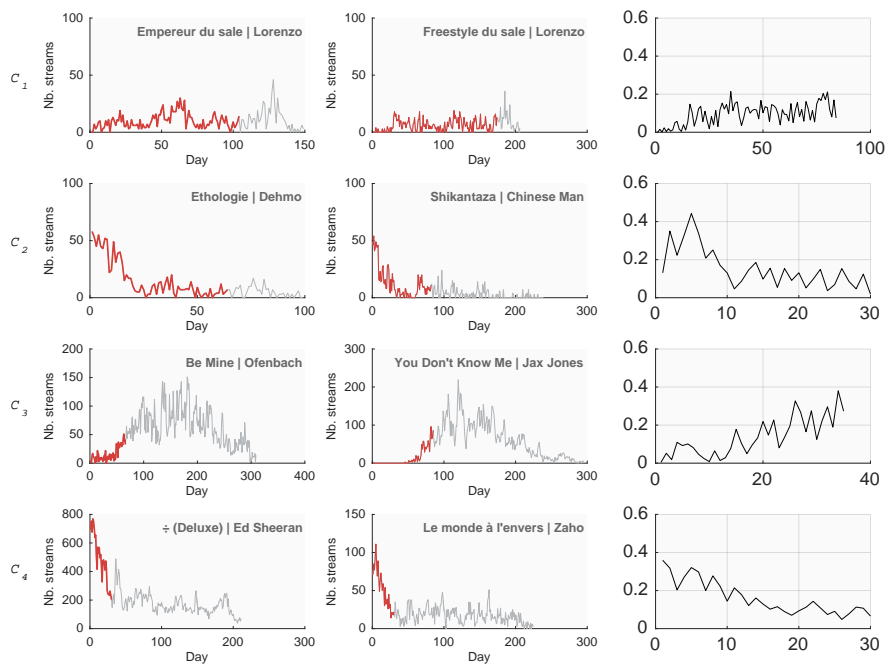 C1
Empereur du sale | Lorenzo
Nb. streams
100
50
0
0 50 100 150
Day
Freestyle du sale | Lorenzo
Nb. streams
100
50
0
0 100 200 300
Day
0.6
0.4
0.2
0
0 50 100
C2
Ethologie | Dehmo
Nb. streams
100
50
0
0 50 100
Day
Shikantaza | Chinese Man
Nb. streams
100
50
0
0 100 200 300
Day
0.6
0.4
0.2
0
0 10 20 30
C3
Be Mine | Ofenbach
Nb. streams
200
150
100
50
0
0 100 200 300 400
Day
You Don't Know Me | Jax Jones
Nb. streams
300
200
100
0
0 100 200 300
Day
0.6
0.4
0.2
0
0 20 40
C4
÷ (Deluxe) | Ed Sheeran
Nb. streams
800
600
400
200
0
0 100 200 300
Day
Le monde à l'envers | Zaho
Nb. streams
150
100
50
0
0 100 200 300
Day
0.6
0.4
0.2
0
0 10 20 30